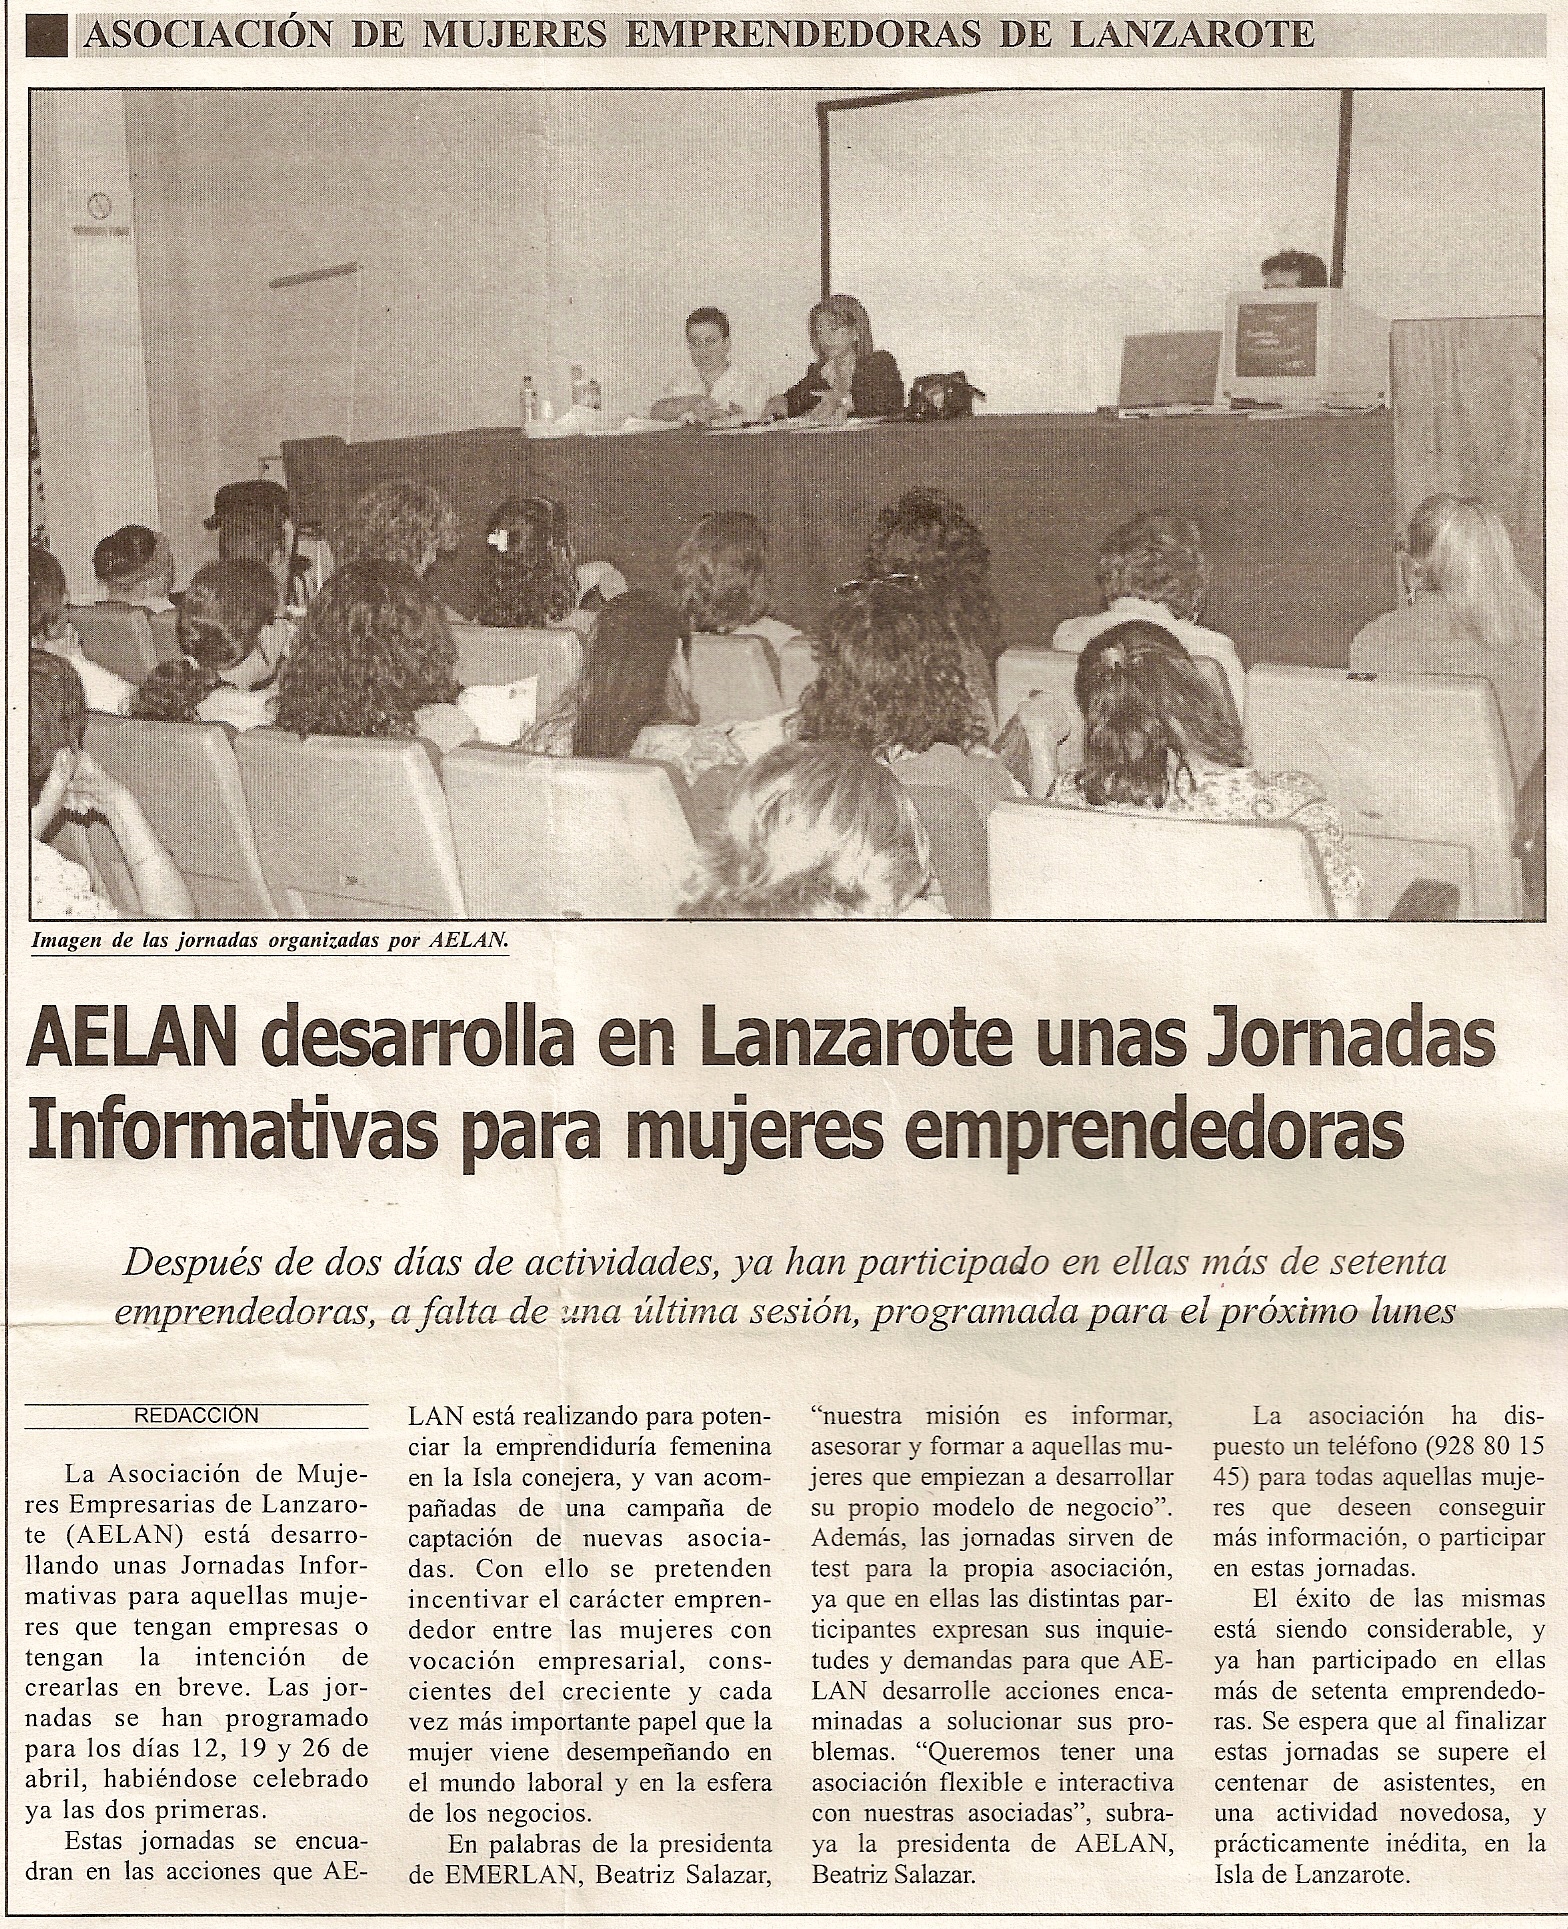 ASOCIACIÓN DE MUJERES EMPRENDEDORAS DE LANZAROTE
Imagen de las jornadas organizadas por AELAN.
AELAN desarrolla en Lanzarote unas Jornadas
Informativas para mujeres emprendedoras
Después de dos días de actividades, ya han participado en ellas más de setenta
emprendedoras, a falta de una última sesión, programada para el próximo lunes
REDACCIÓN
La Asociación de Muje-
res Empresarias de Lanzaro-
te (AELAN) está desarro-
llando unas Jornadas Infor-
mativas para aquellas muje-
res que tengan empresas o
tengan la intención de
crearlas en breve. Las jor-
nadas se han programado
para los días 12, 19 y 26 de
abril, habiéndose celebrado
ya las dos primeras.
Estas jornadas se encua-
dran en las acciones que AE-
LAN está realizando para poten-
ciar la emprendiduría femenina
en la Isla conejera, y van acom-
pañadas de una campaña de
captación de nuevas asocia-
das. Con ello se pretenden
incentivar el carácter empren-
dedor entre las mujeres con
vocación empresarial, cons-
cientes del creciente y cada
vez más importante papel que la
mujer viene desempeñando en
el mundo laboral y en la esfera
de los negocios.
En palabras de la presidenta
de EMERLAN, Beatriz Salazar,
“nuestra misión es informar,
asesorar y formar a aquellas mu-
jeres que empiezan a desarrollar
su propio modelo de negocio”.
Además, las jornadas sirven de
test para la propia asociación,
ya que en ellas las distintas par-
ticipantes expresan sus inquie-
tudes y demandas para que AE-
LAN desarrolle acciones enca-
minadas a solucionar sus pro-
blemas. “Queremos tener una
asociación flexible e interactiva
con nuestras asociadas”, subra-
ya la presidenta de AELAN,
Beatriz Salazar.
La asociación ha dis-
puesto un teléfono (928 80 15
45) para todas aquellas muje-
res que deseen conseguir
más información, o participar
en estas jornadas.
El éxito de las mismas
está siendo considerable, y
ya han participado en ellas
más de setenta emprendedo-
ras. Se espera que al finalizar
estas jornadas se supere el
centenar de asistentes, en
una actividad novedosa, y
prácticamente inédita, en la
Isla de Lanzarote.